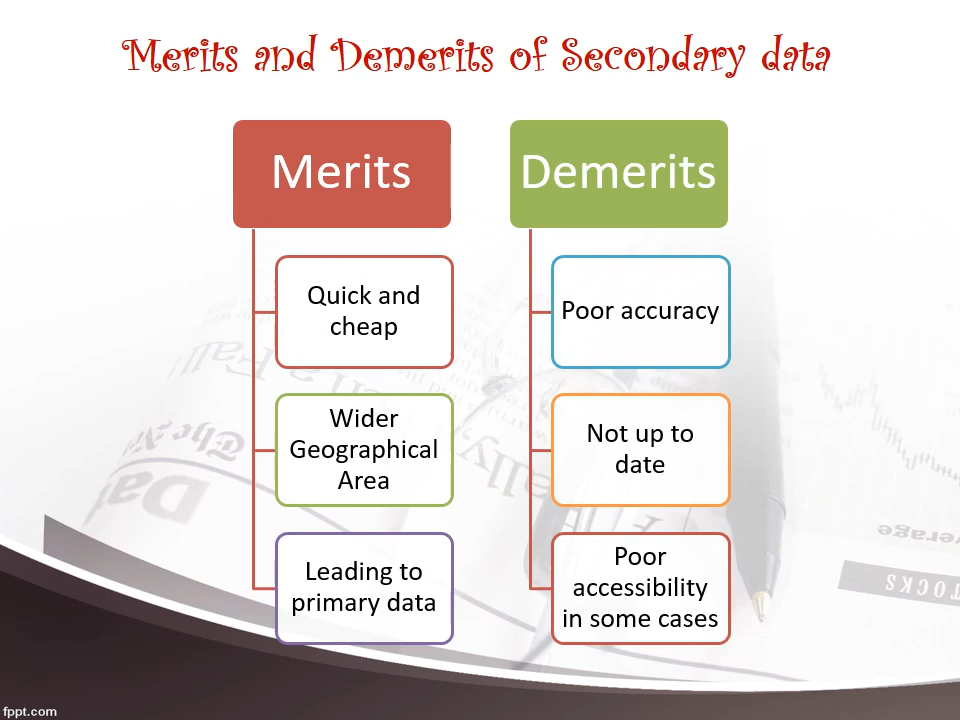 Merits and Demerits of Secondary data
Merits
Quick and
cheap
Wider
Geographical
Area
Leading to
primary data
Demerits
Poor accuracy
Not up to
date
Poor
accessibility
in some cases
fppt.com